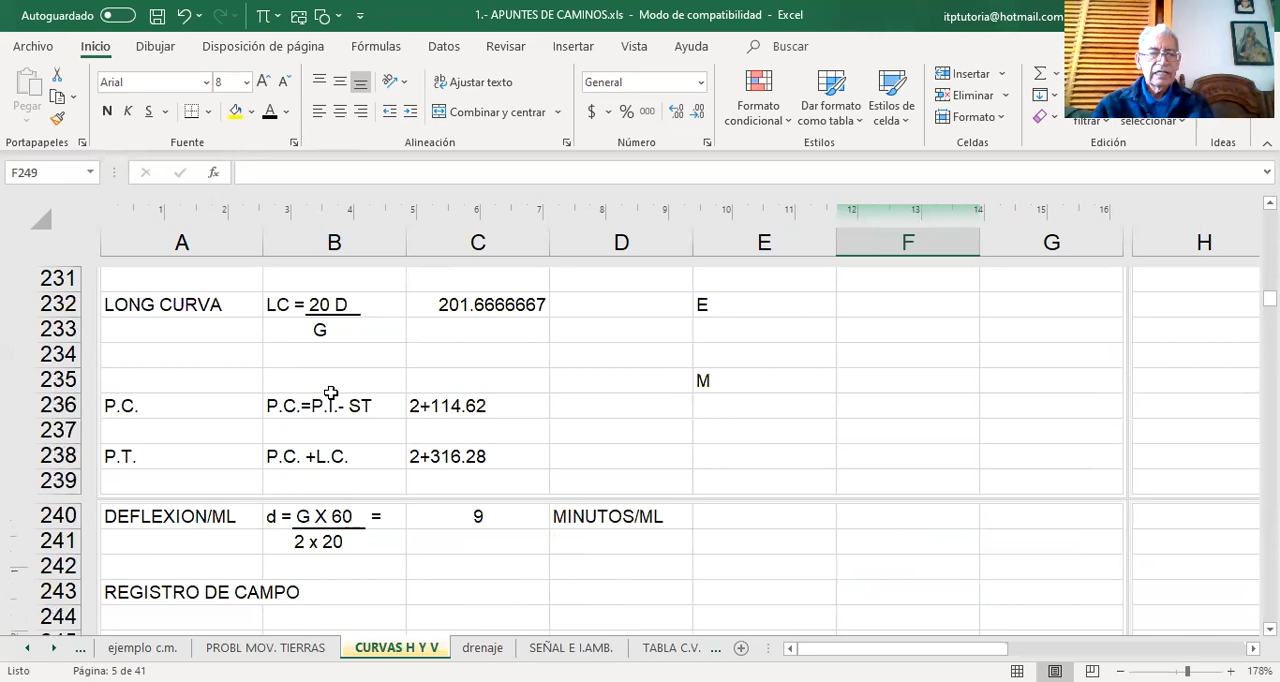 Autoguardado
1.- APUNTES DE CAMINOS.xls - Modo de compatibilidad - Excel
itptutoria@hotmail.com
Archivo Inicio Dibujar Disposición de página Fórmulas Datos Revisar Insertar Vista Ayuda Buscar
Pegar
Arial 8
N K S
Ajustar texto
Combinar y centrar
General
$ % 000
Formato condicional
Dar formato como tabla
Estilos de celda
Insertar
Eliminar
Formato
filtrar seleccionar
Portapapeles Fuente Alineación Número Estilos Celdas Edición Ideas
F249 fx
1 2 3 4 5 6 7 8 9 10 11 12 13 14 15 16
A B C D E F G H
231
232 LONG CURVA LC = 20 D 201.6666667 E
233 G
234
235 M
236 P.C. P.C.=P.I.- ST 2+114.62
237
238 P.T. P.C. +L.C. 2+316.28
239
240 DEFLEXION/ML d = G X 60 = 9 MINUTOS/ML
241 2 x 20
242
243 REGISTRO DE CAMPO
244
... ejemplo c.m. PROBL MOV. TIERRAS CURVAS H Y V drenaje SEÑAL E I.AMB. TABLA C.V. ...
Listo Página: 5 de 41 178%